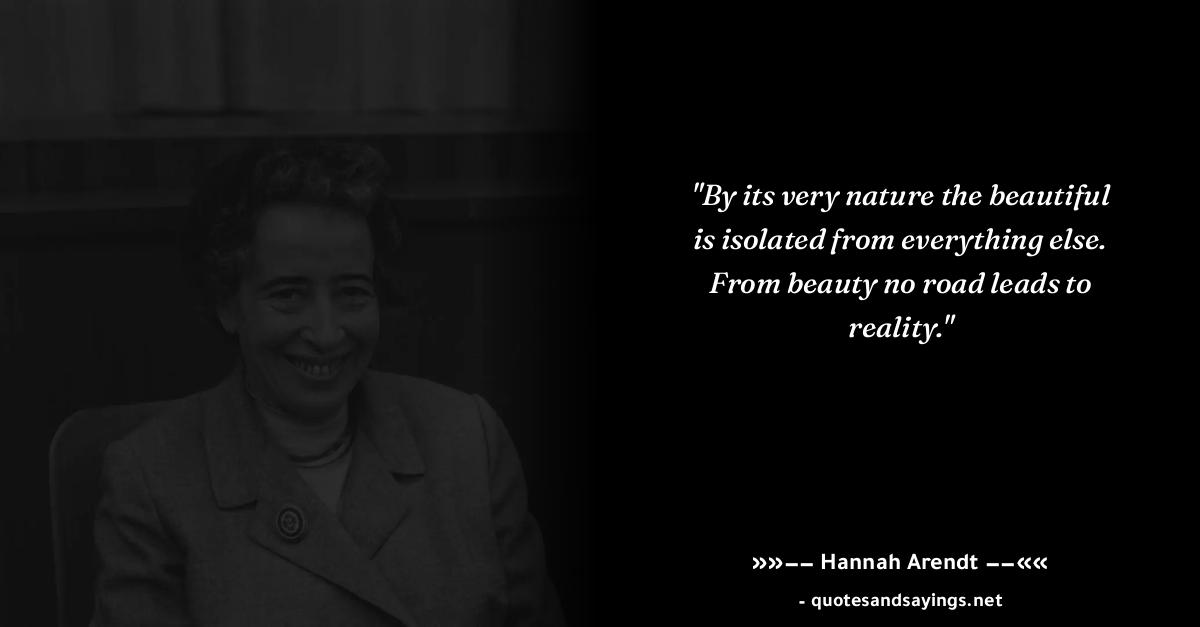 "By its very nature the beautiful
is isolated from everything else.
From beauty no road leads to
reality."
»»−− Hannah Arendt −−««
- quotesandsayings.net